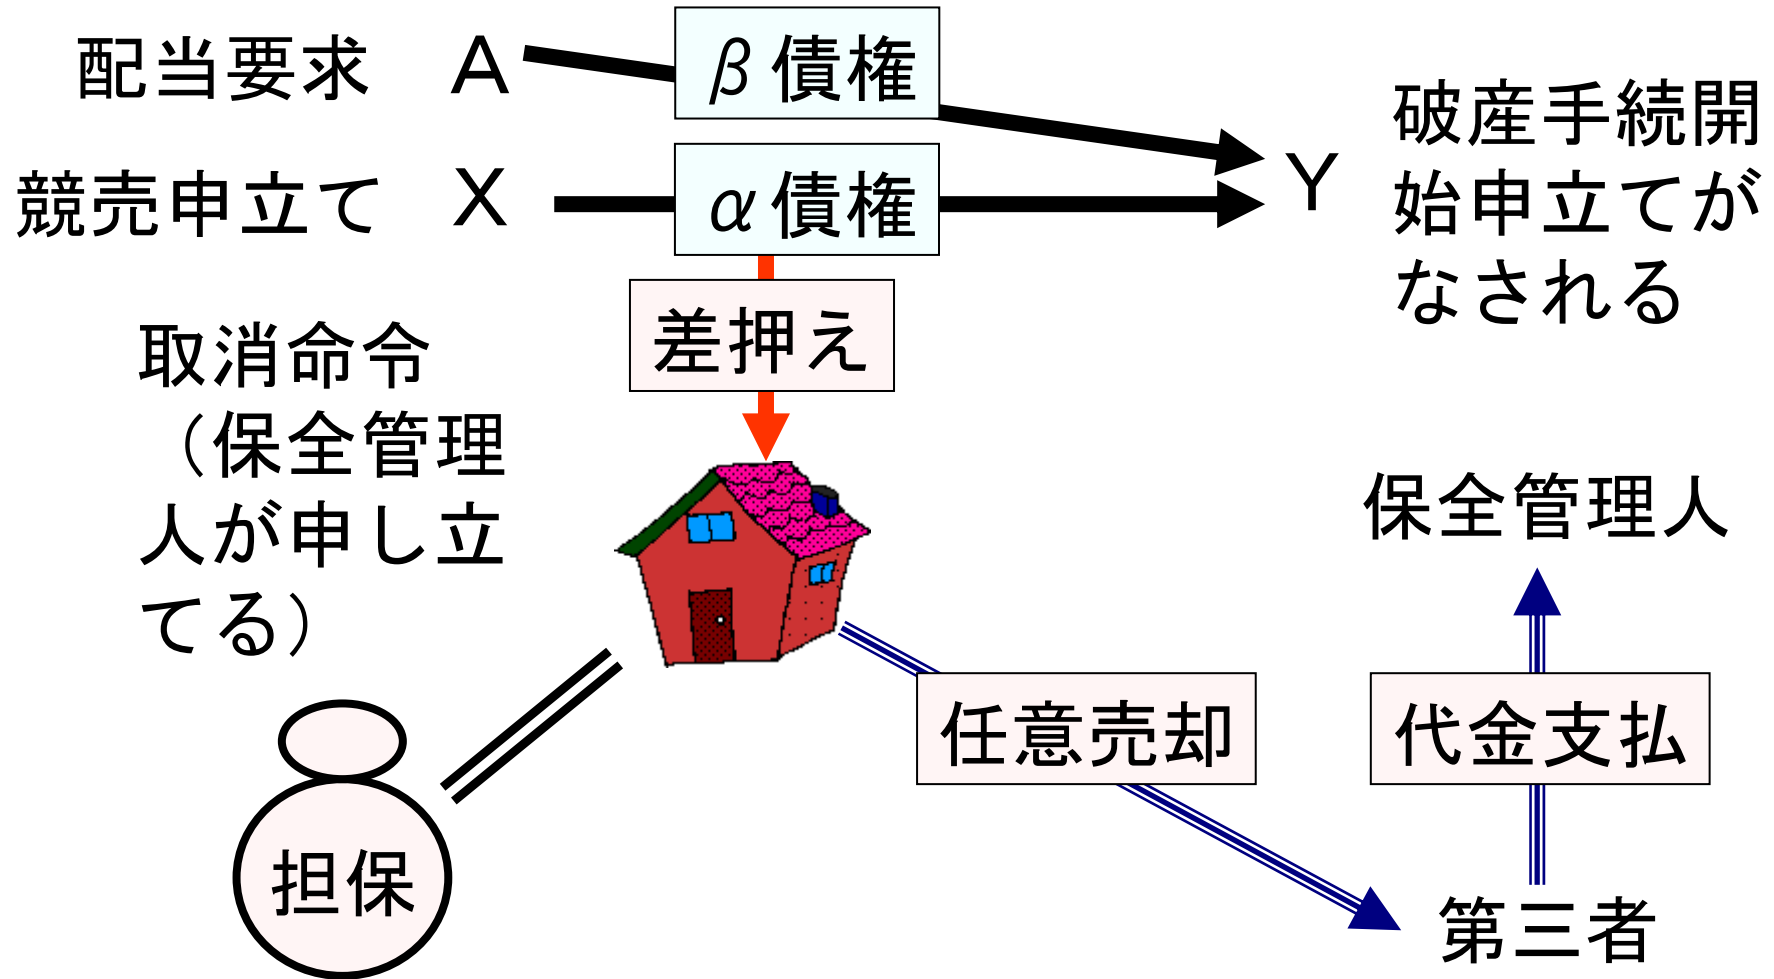 配当要求 A
β債権
競売申立て X
α債権
Y
破産手続開
始申立てが
なされる
差押え
取消命令
（保全管理
人が申し立
てる）
保全管理人
任意売却
代金支払
担保
第三者